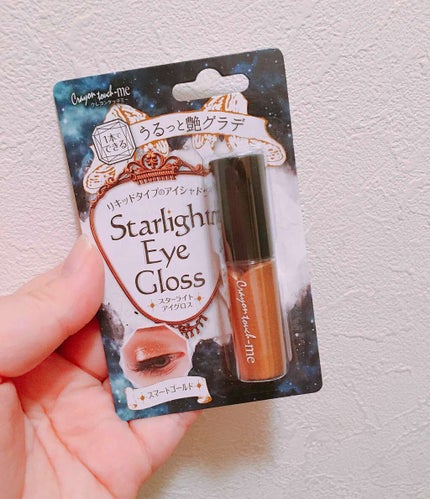 Crayon touch-me
クレヨンタッチミー
1本で
できる
うるっと艶グラデ
リキッドタイプのアイシャドウ
Starlight
Eye
Gloss
スターライト
アイグロス
Crayon touch-me
スマートゴールド